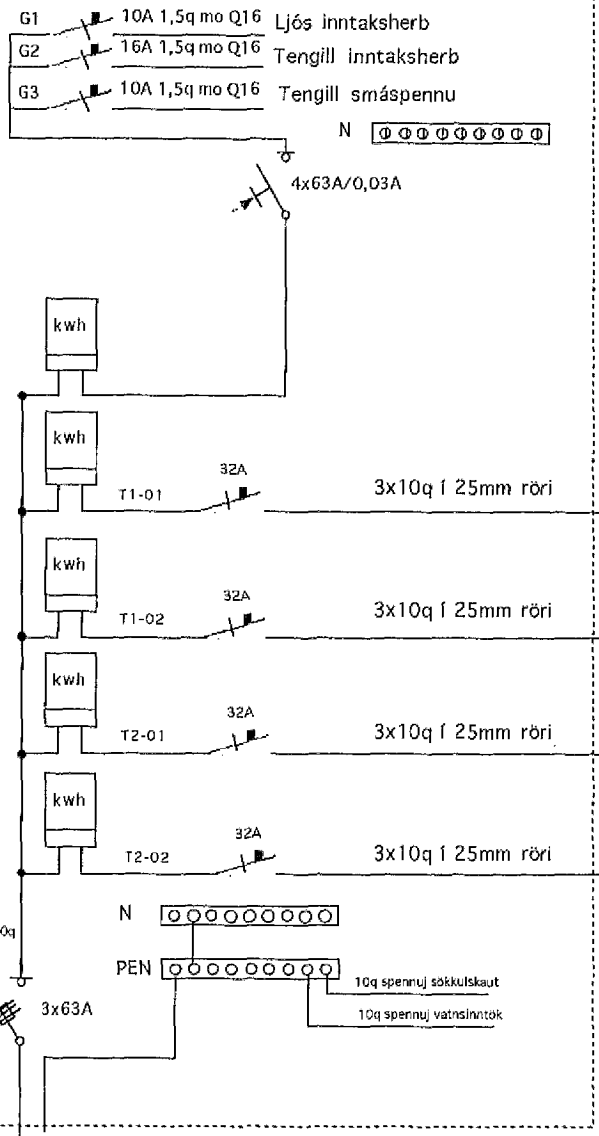 G1 10A 1,5q mo Q16 Ljós inntaksherb
G2 16A 1,5q mo Q16 Tengill inntaksherb
G3 10A 1,5q mo Q16 Tengill smáspennu
N
4x63A/0,03A
kwh
kwh
32A
T1-01 3x10q í 25mm röri
kwh
32A
T1-02 3x10q í 25mm röri
kwh
32A
T2-01 3x10q í 25mm röri
kwh
32A
T2-02 3x10q í 25mm röri
N
PEN
10q spennuj sökkulskaut
3x63A
10q spennuj vatnsinntök